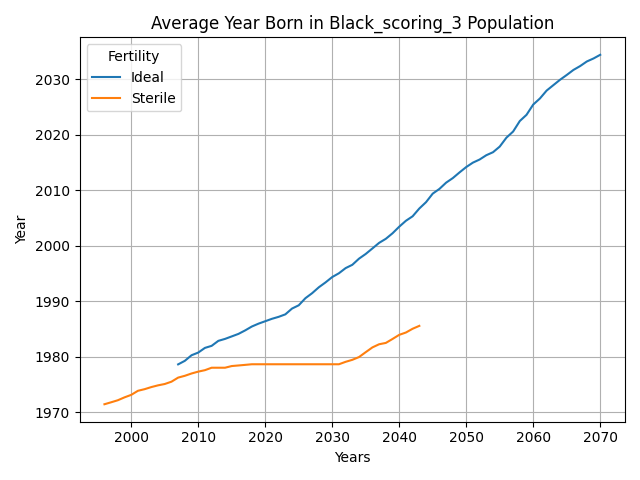 Average Year Born in Black_scoring_3 Population
Fertility
Ideal
Sterile
Year
2030
2020
2010
2000
1990
1980
1970
2000 2010 2020 2030 2040 2050 2060 2070
Years